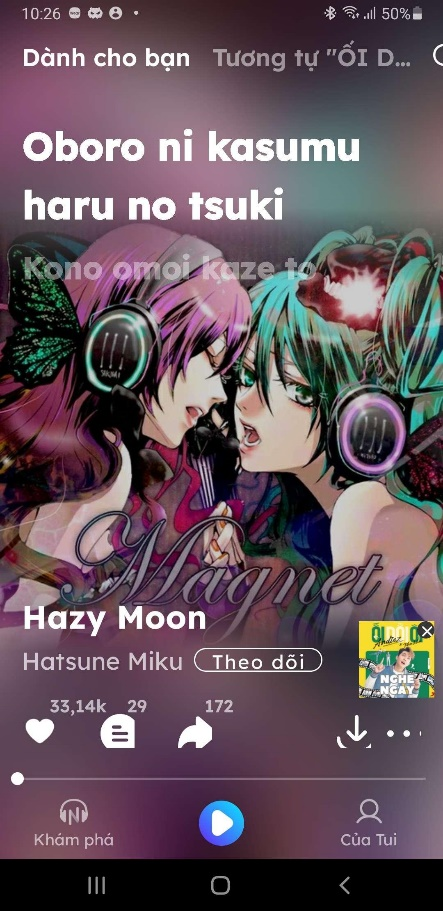 10:26
50%
Dành cho bạn Tương tự "ỐI D...
Oboro ni kasumu
haru no tsuki
Kono omoi kaze to
Magnet
Hazy Moon
Hatsune Miku Theo dõi
NGHE
NGAY
33,14k 29 172
Khám phá Của Tui